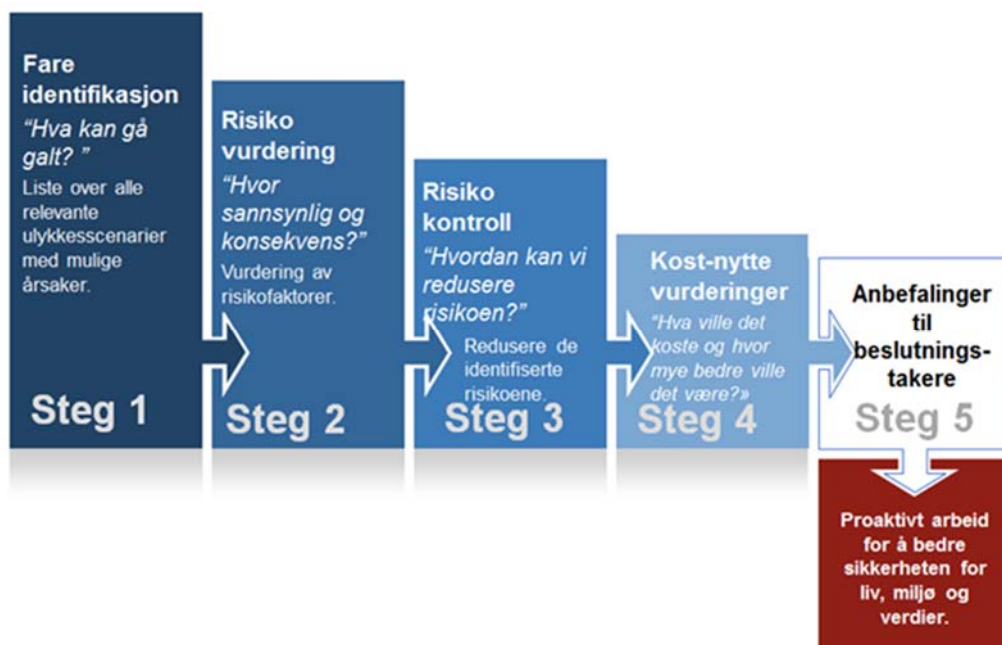 Fare
identifikasjon
“Hva kan gå
galt? ”
Liste over alle
relevante
ulykkesscenarier
med mulige
årsaker.
Steg 1
Risiko
vurdering
“Hvor
sannsynlig og
konsekvens?”
Vurdering av
risikofaktorer.
Steg 2
Risiko
kontroll
“Hvordan kan vi
redusere
risikoen?”
Redusere de
identifiserte
risikoene.
Steg 3
Kost-nytte
vurderinger
“Hva ville det
koste og hvor
mye bedre ville
det være?»
Steg 4
Anbefalinger
til
beslutnings-
takere
Steg 5
Proaktivt arbeid
for å bedre
sikkerheten for
liv, miljø og
verdier.